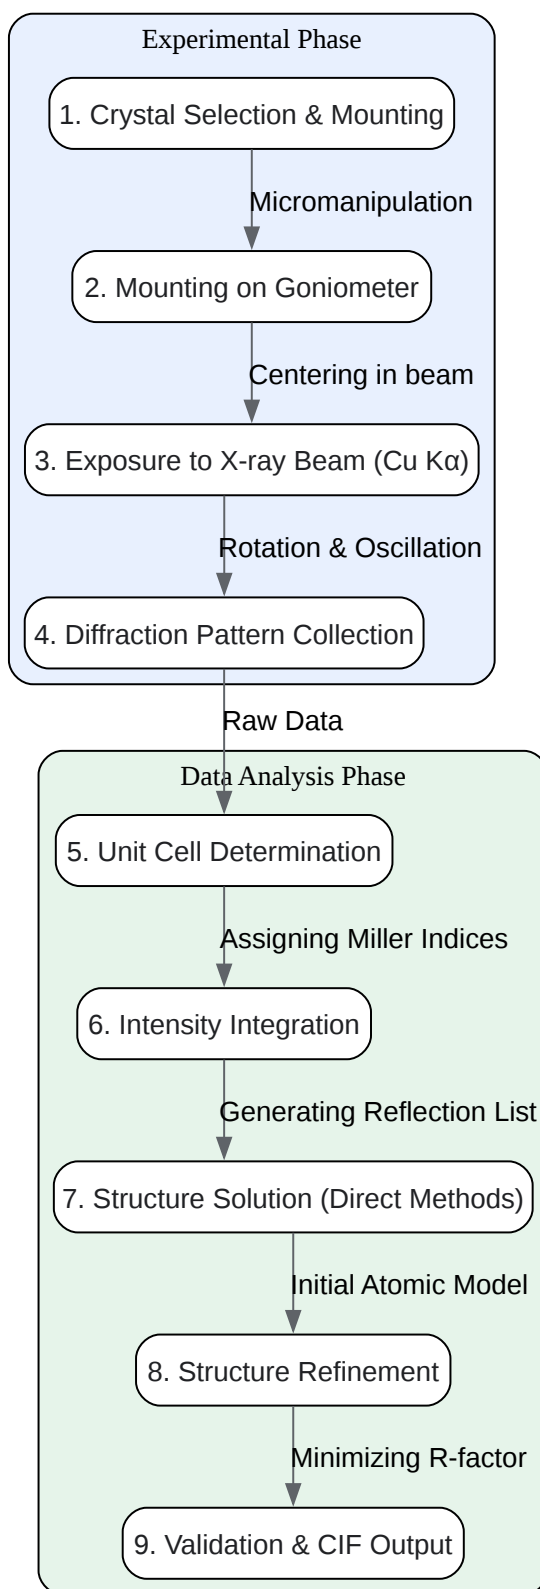 Experimental Phase
1. Crystal Selection & Mounting
Micromanipulation
2. Mounting on Goniometer
Centering in beam
3. Exposure to X-ray Beam (Cu Kα)
Rotation & Oscillation
4. Diffraction Pattern Collection
Raw Data
Data Analysis Phase
5. Unit Cell Determination
Assigning Miller Indices
6. Intensity Integration
Generating Reflection List
7. Structure Solution (Direct Methods)
Initial Atomic Model
8. Structure Refinement
Minimizing R-factor
9. Validation & CIF Output